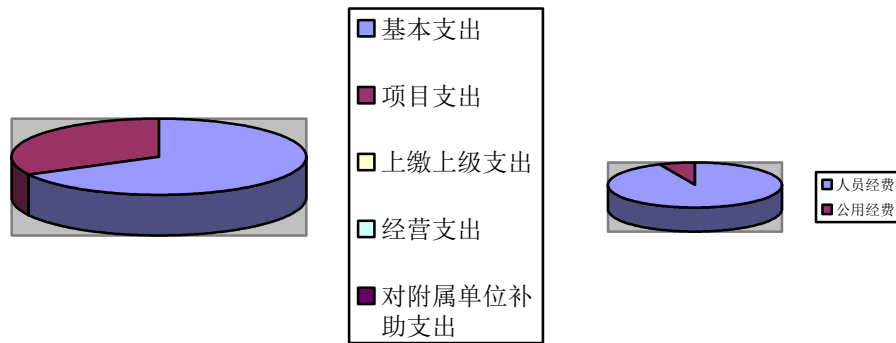 基本支出
项目支出
上缴上级支出
经营支出
对附属单位补
助支出
人员经费
公用经费